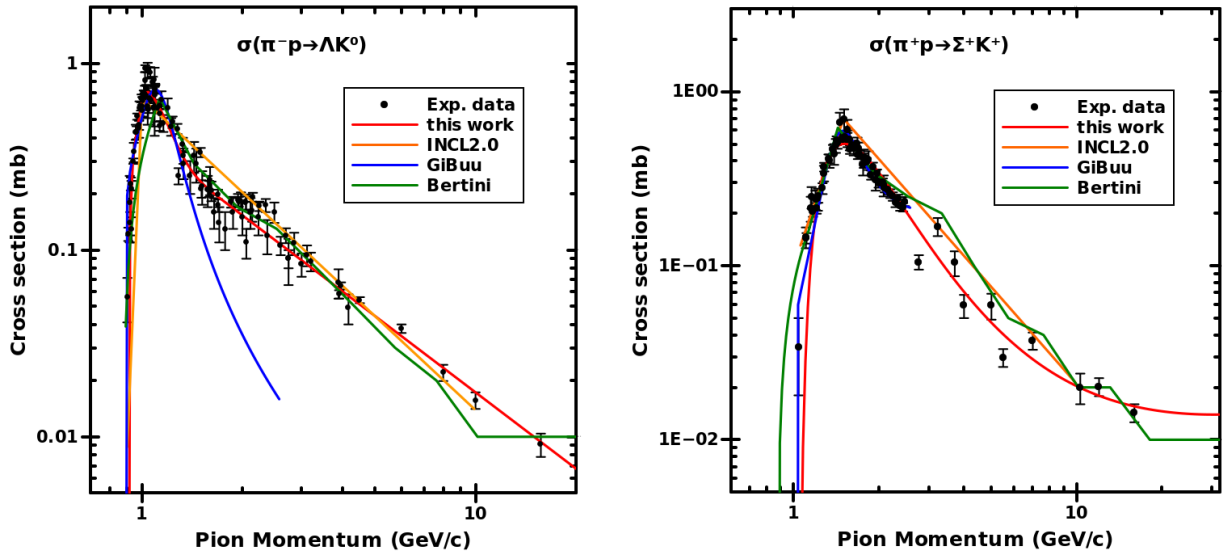 σ(π⁻p→ΛK⁰)
Exp. data
this work
INCL2.0
GiBuu
Bertini
1
0.1
0.01
Cross section (mb)
1
10
Pion Momentum (GeV/c)
σ(π⁺p→Σ⁺K⁺)
Exp. data
this work
INCL2.0
GiBuu
Bertini
1E+00
1E−01
1E−02
Cross section (mb)
1
10
Pion Momentum (GeV/c)